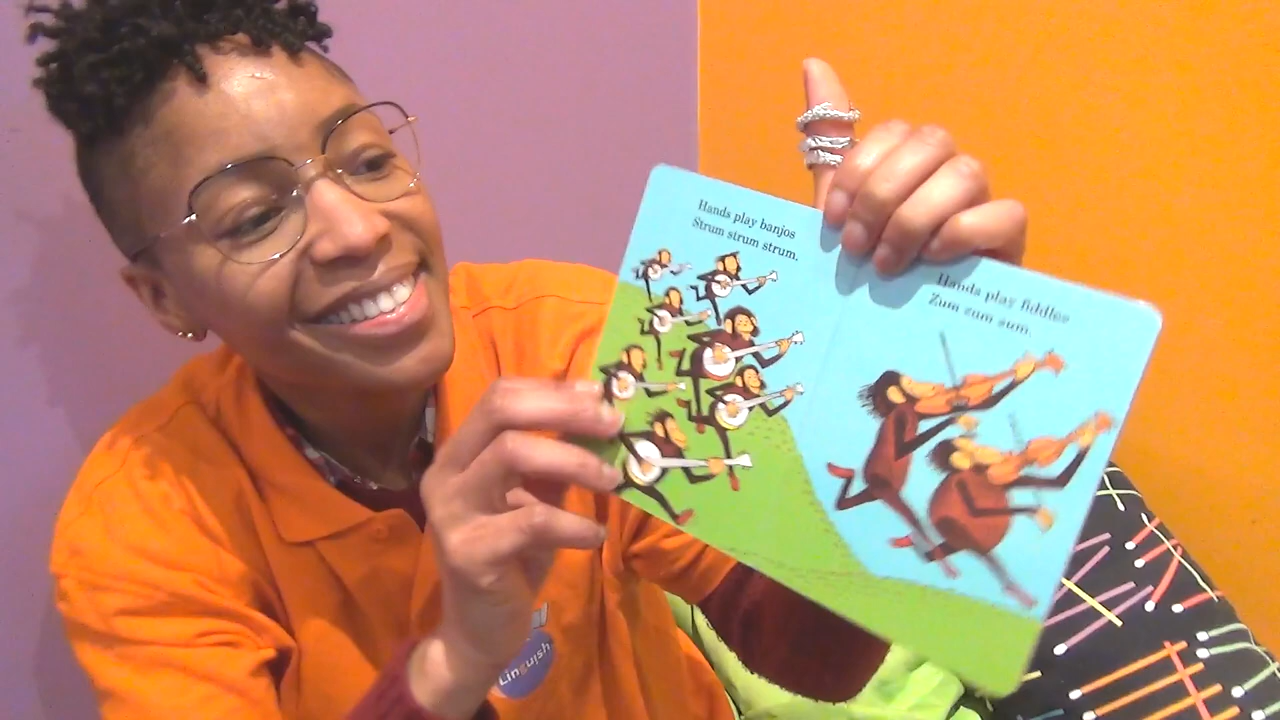 Hands play banjos
Strum strum strum.
Hands play fiddles
Zum zum zum.
Linguish